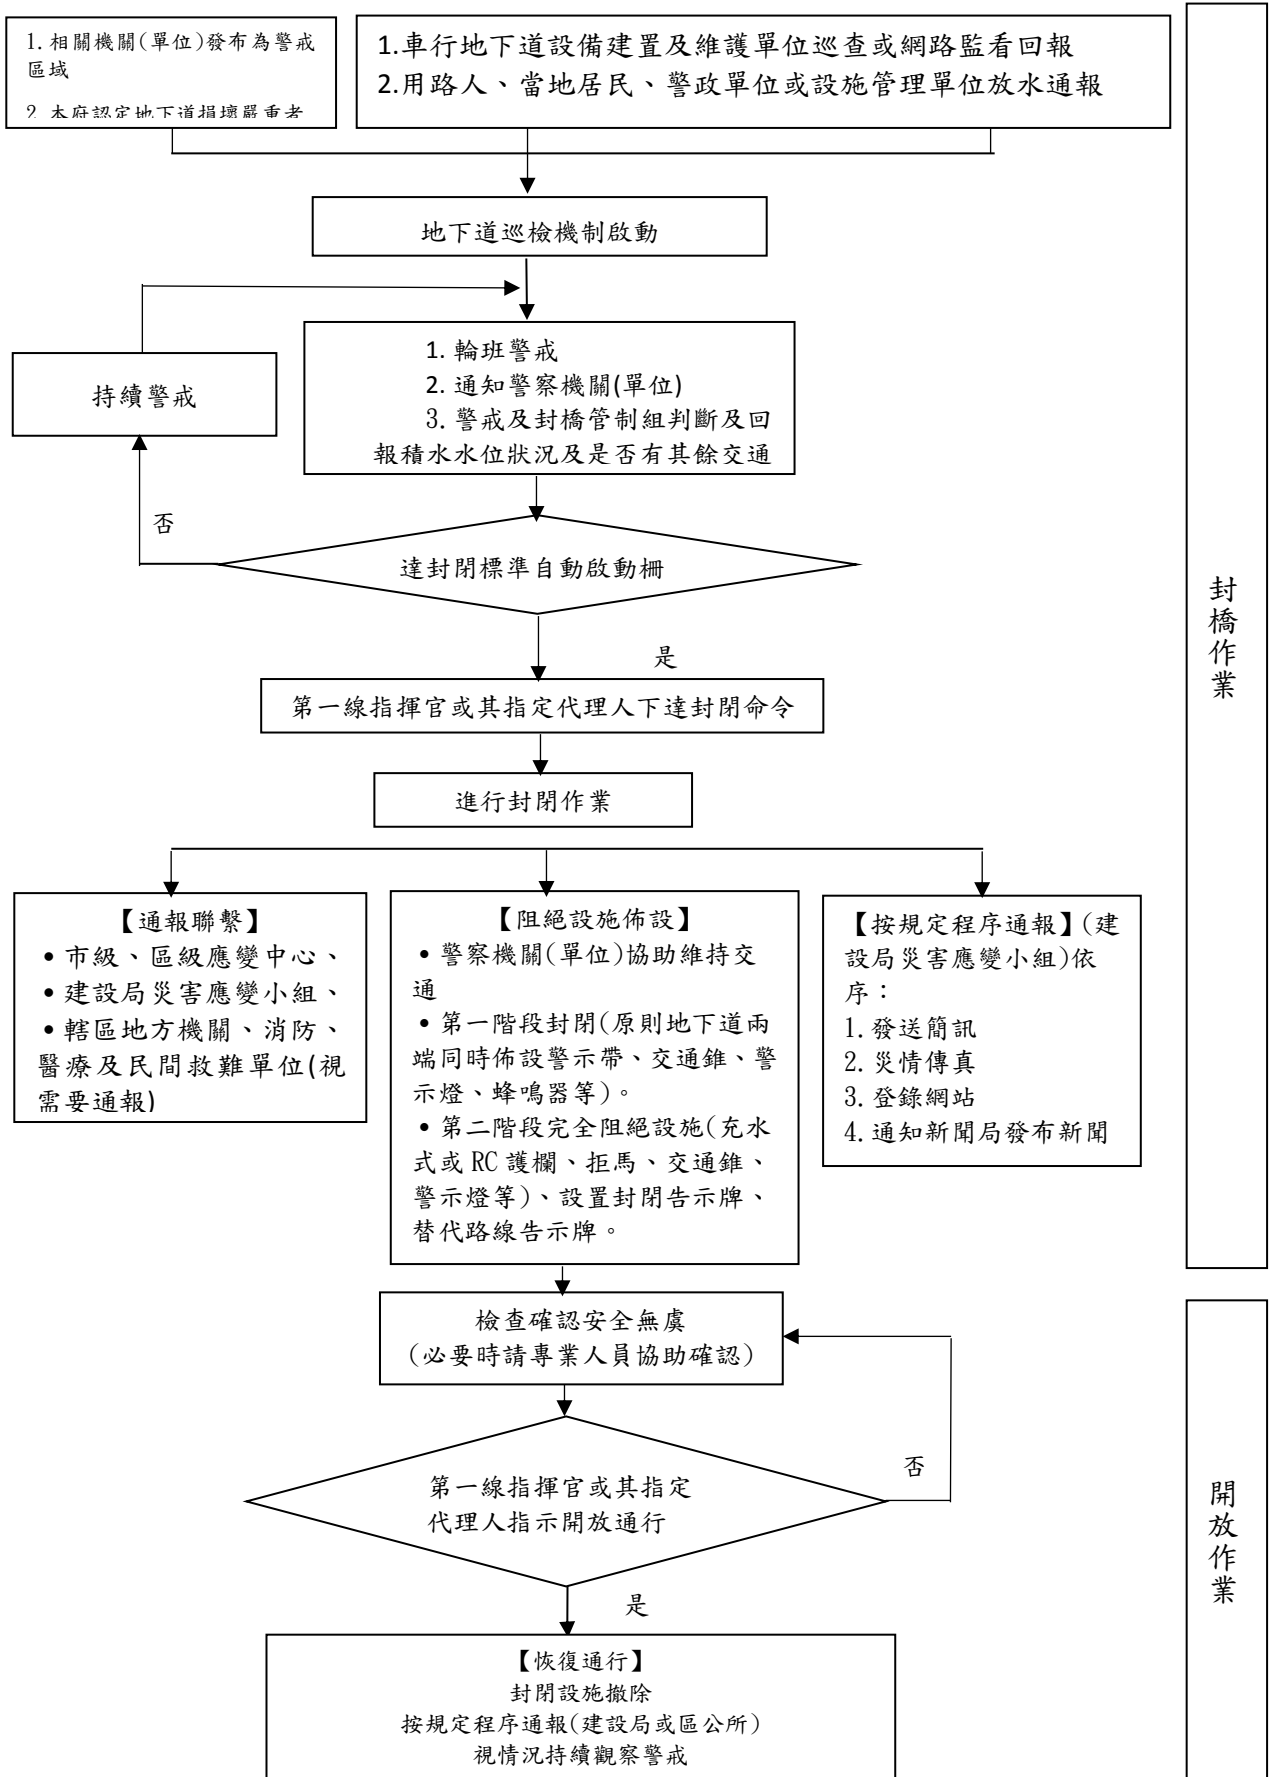 1. 相關機關(單位)發布為警戒
區域
2. 本府認定地下道損壞嚴重者
1.車行地下道設備建置及維護單位巡查或網路監看回報
2.用路人、當地居民、警政單位或設施管理單位放水通報
地下道巡檢機制啟動
持續警戒
1. 輪班警戒
2. 通知警察機關(單位)
3. 警戒及封橋管制組判斷及回
報積水水位狀況及是否有其餘交通
否
達封閉標準自動啟動柵
是
第一線指揮官或其指定代理人下達封閉命令
進行封閉作業
【通報聯繫】
• 市級、區級應變中心、
• 建設局災害應變小組、
• 轄區地方機關、消防、
醫療及民間救難單位(視
需要通報)
【阻絕設施佈設】
• 警察機關(單位)協助維持交
通
• 第一階段封閉(原則地下道兩
端同時佈設警示帶、交通錐、警
示燈、蜂鳴器等)。
• 第二階段完全阻絕設施(充水
式或 RC 護欄、拒馬、交通錐、
警示燈等)、設置封閉告示牌、
替代路線告示牌。
【按規定程序通報】(建
設局災害應變小組)依
序：
1. 發送簡訊
2. 災情傳真
3. 登錄網站
4. 通知新聞局發布新聞
封橋作業
檢查確認安全無虞
(必要時請專業人員協助確認)
否
第一線指揮官或其指定
代理人指示開放通行
是
【恢復通行】
封閉設施撤除
按規定程序通報(建設局或區公所)
視情況持續觀察警戒
開放作業